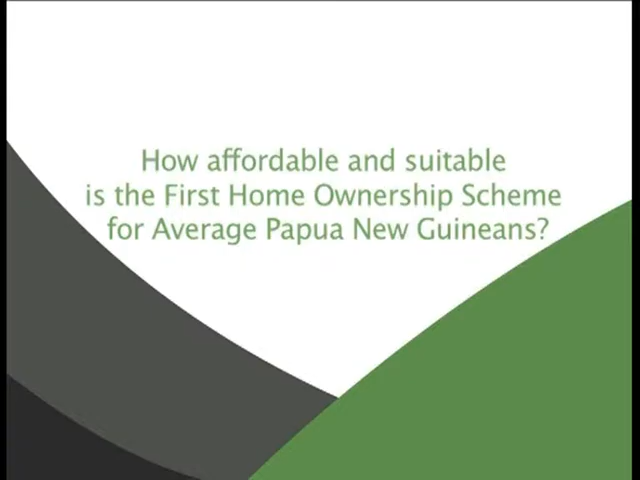 How affordable and suitable
is the First Home Ownership Scheme
for Average Papua New Guineans?